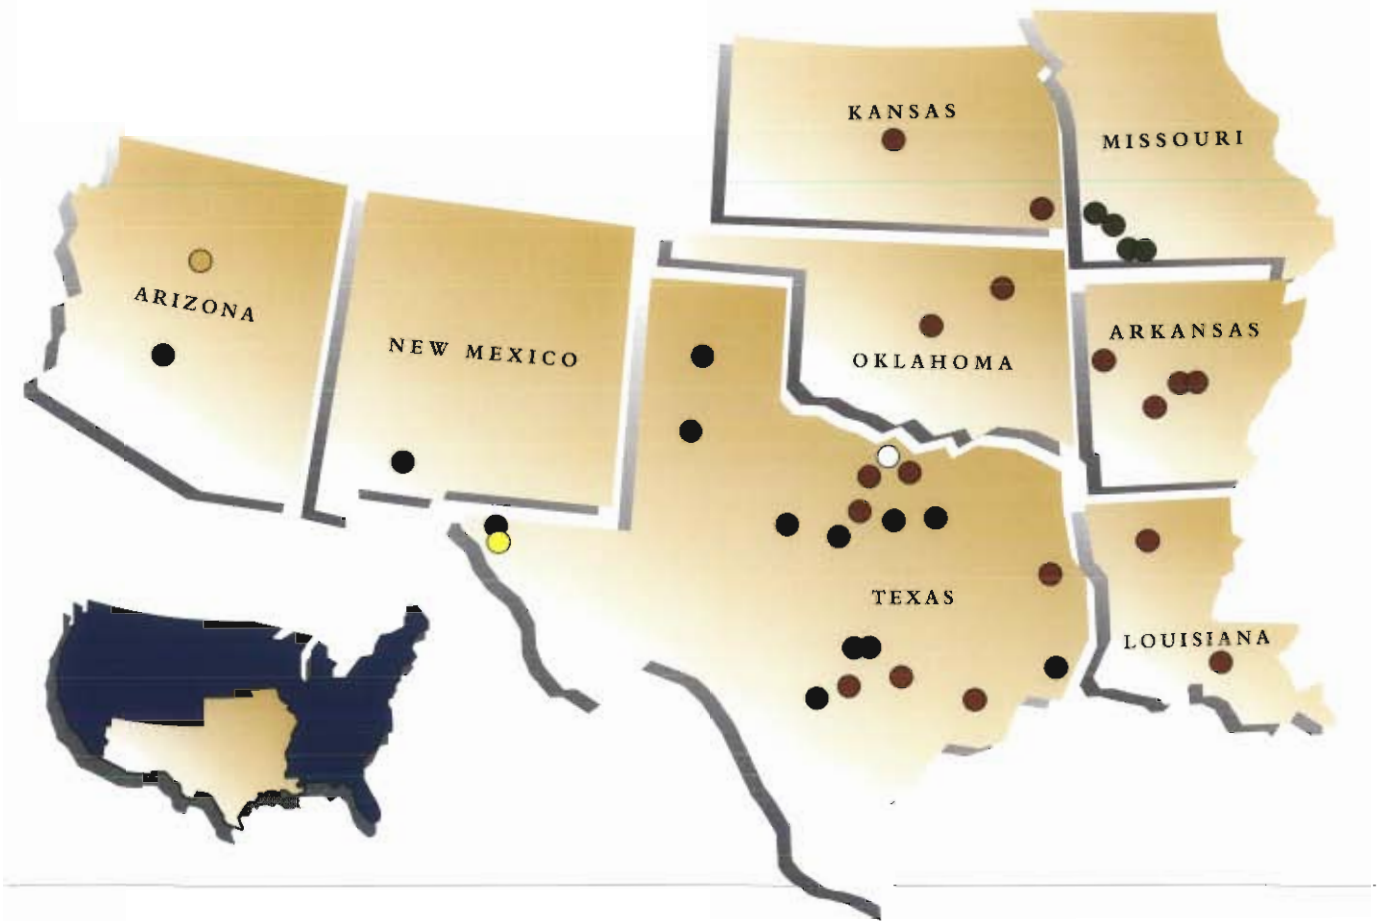 KANSAS
MISSOURI
ARIZONA
NEW MEXICO
OKLAHOMA
ARKANSAS
TEXAS
LOUISIANA